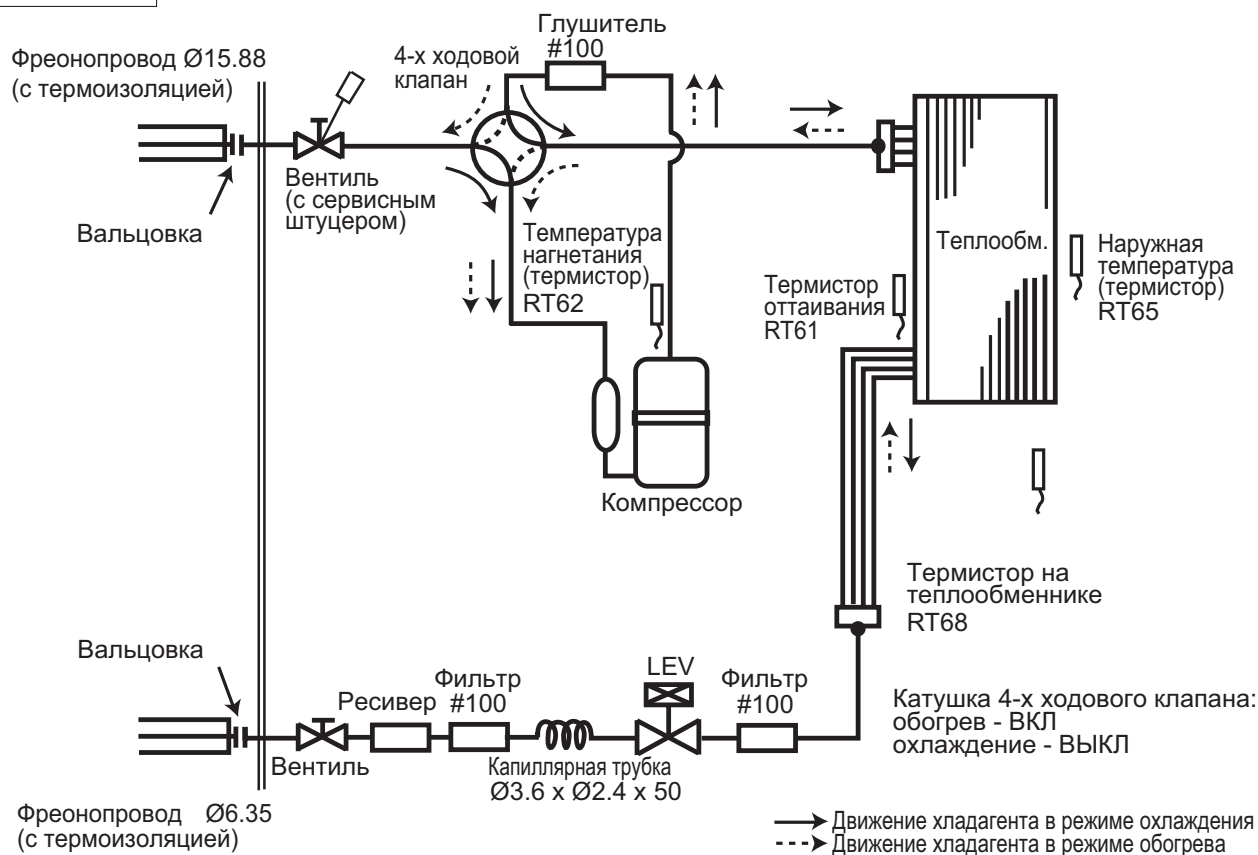 Фреонопровод Ø15.88
(с термоизоляцией)
4-х ходовой
клапан
Глушитель
#100
Вальцовка
Вентиль
(с сервисным
штуцером)
Температура
нагнетания
(термистор)
RT62
Теплообм.
Наружная
температура
(термистор)
RT65
Термистор
оттаивания
RT61
Компрессор
Термистор на
теплообменнике
RT68
Вальцовка
Ресивер
Фильтр
#100
LEV
Фильтр
#100
Вентиль
Капиллярная трубка
Ø3.6 x Ø2.4 x 50
Катушка 4-х ходового клапана:
обогрев - ВКЛ
охлаждение - ВЫКЛ
Фреонопровод Ø6.35
(с термоизоляцией)
Движение хладагента в режиме охлаждения
Движение хладагента в режиме обогрева